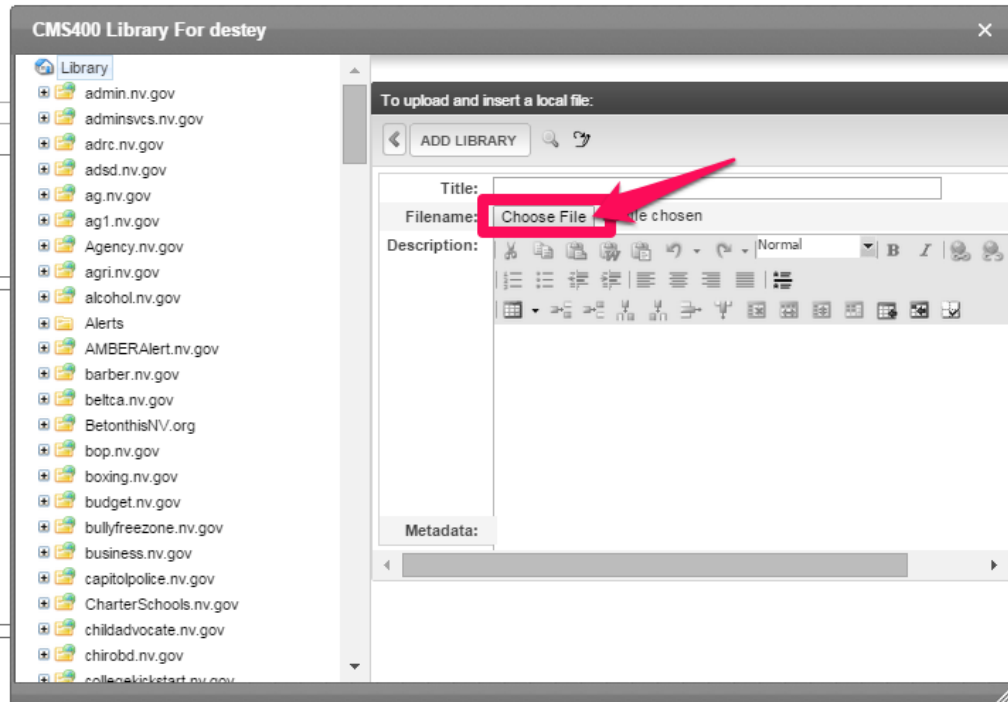 CMS400 Library For destey
Library
admin.nv.gov
adminsvcs.nv.gov
adrc.nv.gov
adsd.nv.gov
ag.nv.gov
ag1.nv.gov
Agency.nv.gov
agri.nv.gov
alcohol.nv.gov
Alerts
AMBERAlert.nv.gov
barber.nv.gov
beltca.nv.gov
BetonthisNV.org
bop.nv.gov
boxing.nv.gov
budget.nv.gov
bullyfreezone.nv.gov
business.nv.gov
capitolpolice.nv.gov
CharterSchools.nv.gov
childadvocate.nv.gov
chirobd.nv.gov
collegekickstart.nv.gov
To upload and insert a local file:
ADD LIBRARY
Title:
Filename: Choose File chosen
Description:
Normal B I
Metadata: